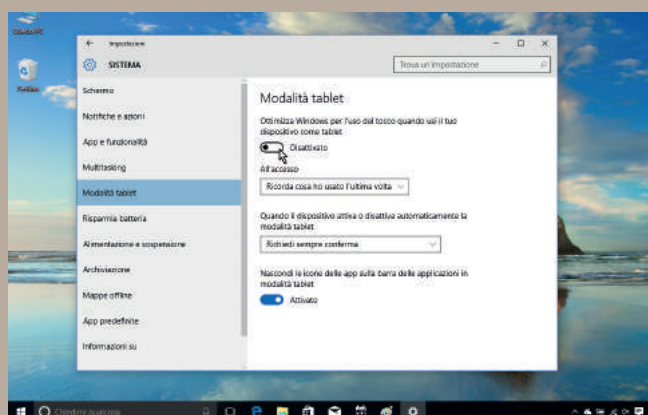 Questo PC
Cestino
Impostazioni
SISTEMA
Trova un'impostazione
Schermo
Notifiche e azioni
App e funzionalità
Multitasking
Modalità tablet
Risparmia batteria
Alimentazione e sospensione
Archiviazione
Mappe offline
App predefinite
Informazioni su
Modalità tablet
Ottimizza Windows per l'uso del tocco quando usi il tuo
dispositivo come tablet
Disattivato
All'accesso
Ricorda cosa ho usato l'ultima volta
Quando il dispositivo attiva o disattiva automaticamente la
modalità tablet
Richiedi sempre conferma
Nascondi le icone delle app sulla barra delle applicazioni in
modalità tablet
Attivato
Chiedimi qualcosa